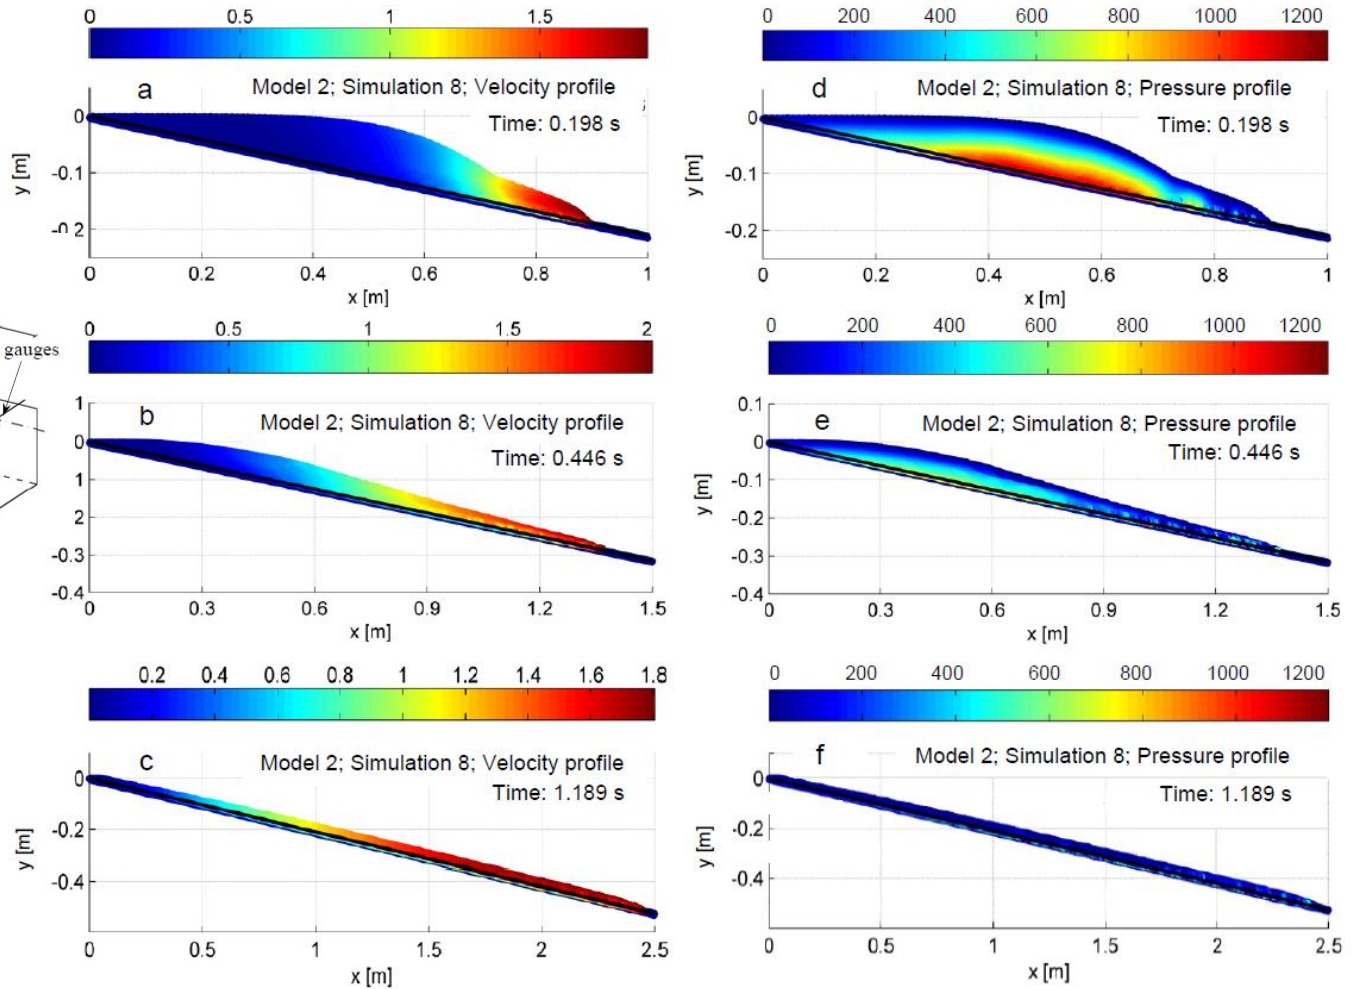 0 0.5 1 1.5
a Model 2; Simulation 8; Velocity profile
Time: 0.198 s
y [m]
0
-0.1
-0.2
0 0.2 0.4 0.6 0.8 1
x [m]
0 200 400 600 800 1000 1200
d Model 2; Simulation 8; Pressure profile
Time: 0.198 s
y [m]
0
-0.1
-0.2
0 0.2 0.4 0.6 0.8 1
x [m]
gauges
0 0.5 1 1.5 2
b Model 2; Simulation 8; Velocity profile
Time: 0.446 s
1
0
1
2
-0.3
-0.4
0 0.3 0.6 0.9 1.2 1.5
x [m]
0 200 400 600 800 1000 1200
e Model 2; Simulation 8; Pressure profile
Time: 0.446 s
y [m]
0.1
0
-0.1
-0.2
-0.3
-0.4
0 0.3 0.6 0.9 1.2 1.5
x [m]
0.2 0.4 0.6 0.8 1 1.2 1.4 1.6 1.8
c Model 2; Simulation 8; Velocity profile
Time: 1.189 s
y [m]
0
-0.2
-0.4
0 0.5 1 1.5 2 2.5
x [m]
0 200 400 600 800 1000 1200
f Model 2; Simulation 8; Pressure profile
Time: 1.189 s
y [m]
0
-0.2
-0.4
0 0.5 1 1.5 2 2.5
x [m]